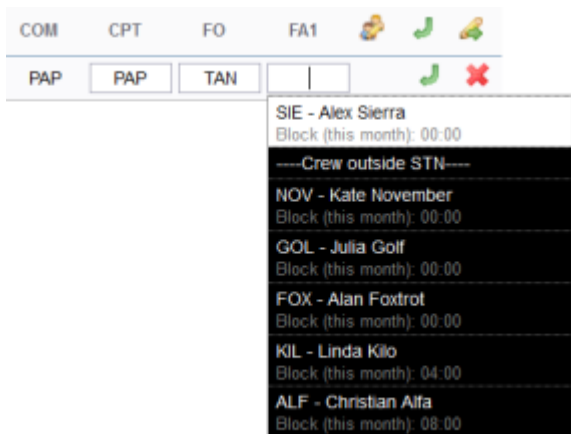 COM CPT FO FA1
PAP PAP TAN
SIE - Alex Sierra
Block (this month): 00:00
----Crew outside STN----
NOV - Kate November
Block (this month): 00:00
GOL - Julia Golf
Block (this month): 00:00
FOX - Alan Foxtrot
Block (this month): 00:00
KIL - Linda Kilo
Block (this month): 04:00
ALF - Christian Alfa
Block (this month): 08:00